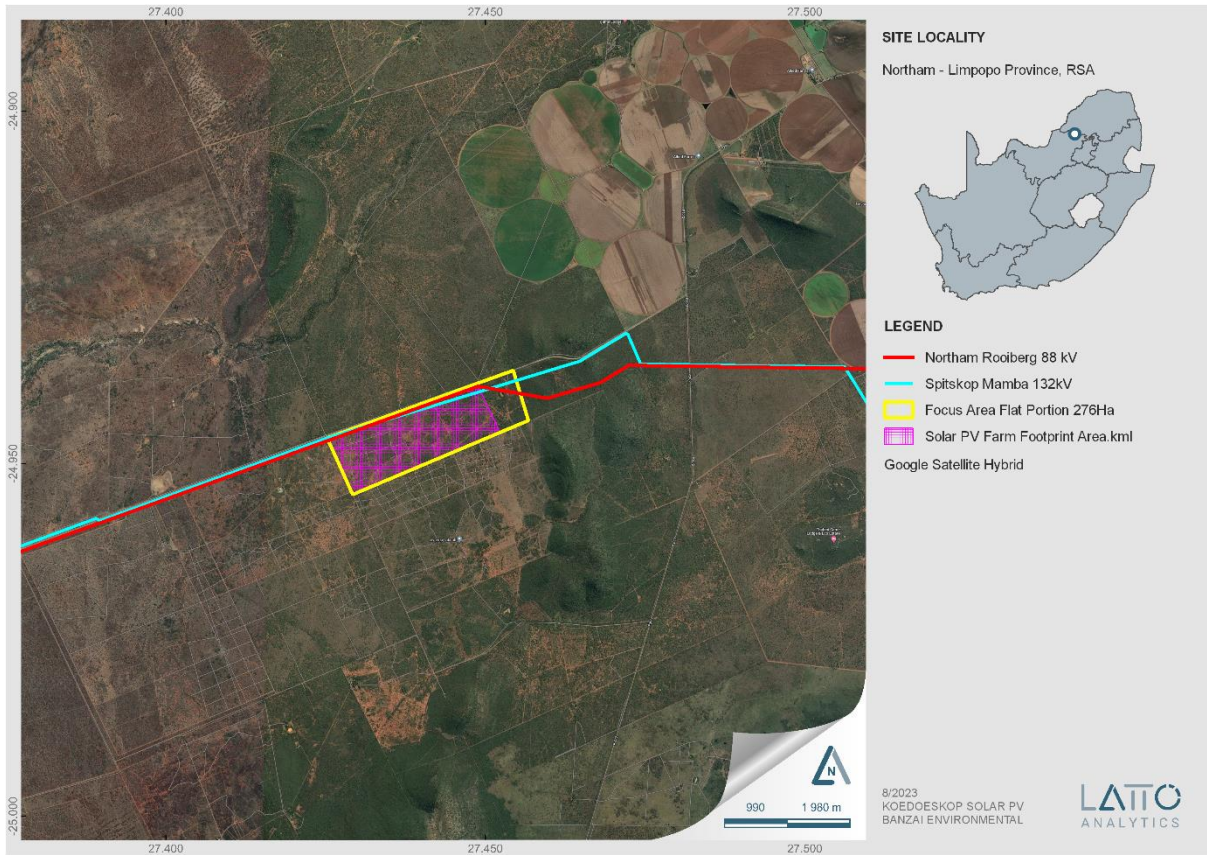 27.400
27.450
27.500
SITE LOCALITY
Northam - Limpopo Province, RSA
-24.900
LEGEND
Northam Rooiberg 88 kV
Spitskop Mamba 132kV
Focus Area Flat Portion 276Ha
Solar PV Farm Footprint Area.kml
Google Satellite Hybrid
-24.950
N
990
1 980 m
8/2023
KOEDOESKOP SOLAR PV
BANZAI ENVIRONMENTAL
LATTO
ANALYTICS
-25.000
27.400
27.450
27.500